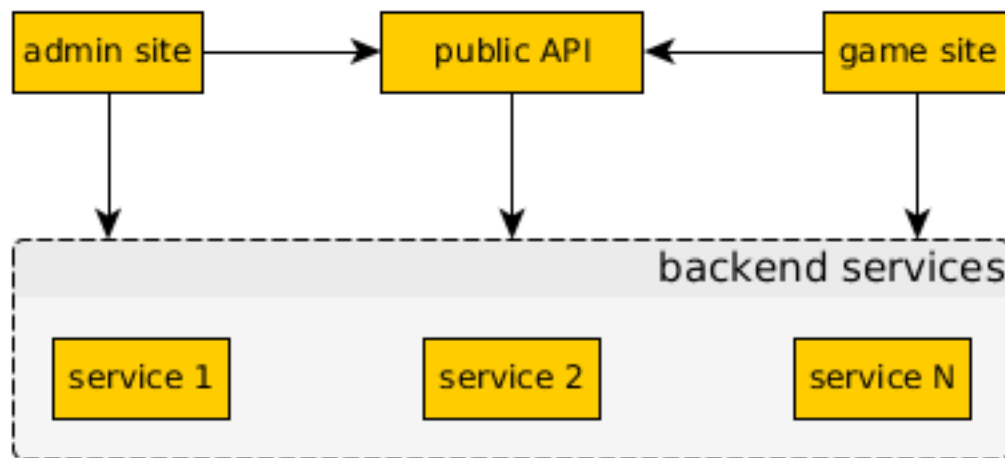 admin site
public API
game site
backend services
service 1
service 2
service N